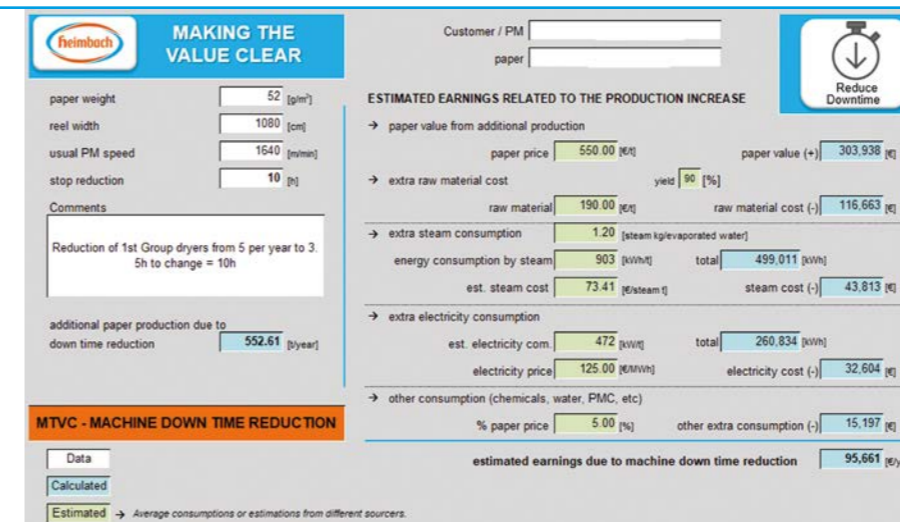 heimbach
MAKING THE
VALUE CLEAR
Customer / PM
paper
Reduce
Downtime
paper weight 52 [g/m²]
reel width 1080 [cm]
usual PM speed 1640 [m/min]
stop reduction 10 [h]
Comments
Reduction of 1st Group dryers from 5 per year to 3.
5h to change = 10h
additional paper production due to
down time reduction 552.61 [t/year]
MTVC - MACHINE DOWN TIME REDUCTION
Data
Calculated
Estimated → Average consumptions or estimations from different sourcers.
ESTIMATED EARNINGS RELATED TO THE PRODUCTION INCREASE
→ paper value from additional production
paper price 550.00 [€/t] paper value (+) 303,938 [€]
→ extra raw material cost yield 90 [%]
raw material 190.00 [€/t] raw material cost (-) 116,663 [€]
→ extra steam consumption 1.20 [steam kg/evaporated water]
energy consumption by steam 903 [kWh/t] total 499,011 [kWh]
est. steam cost 73.41 [€/steam t] steam cost (-) 43,813 [€]
→ extra electricity consumption
est. electricity com. 472 [kW/t] total 260,834 [kWh]
electricity price 125.00 [€/MWh] electricity cost (-) 32,604 [€]
→ other consumption (chemicals, water, PMC, etc)
% paper price 5.00 [%] other extra consumption (-) 15,197 [€]
estimated earnings due to machine down time reduction 95,661 [€/y